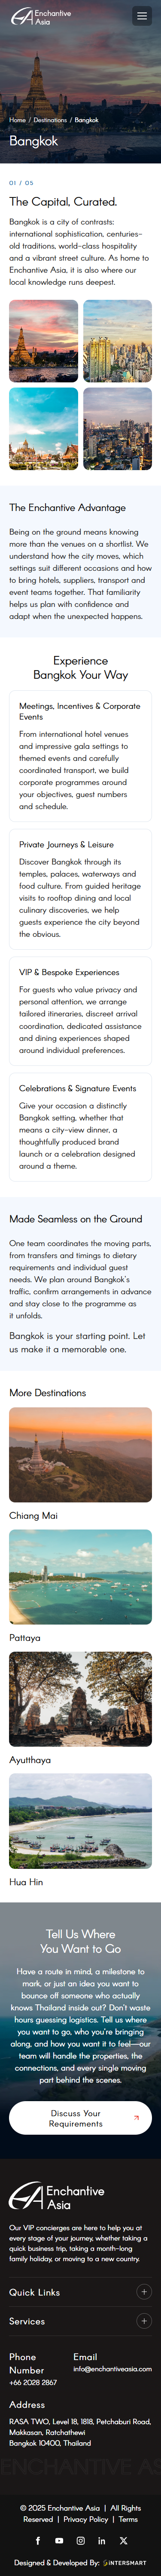 Enchantive
Asia
Home / Destinations / Bangkok
Bangkok
01 / 05
The Capital, Curated.
Bangkok is a city of contrasts:
international sophistication, centuries-
old traditions, world-class hospitality
and a vibrant street culture. As home to
Enchantive Asia, it is also where our
local knowledge runs deepest.
The Enchantive Advantage
Being on the ground means knowing
more than the venues on a shortlist. We
understand how the city moves, which
settings suit different occasions and how
to bring hotels, suppliers, transport and
event teams together. That familiarity
helps us plan with confidence and
adapt when the unexpected happens.
Experience
Bangkok Your Way
Meetings, Incentives & Corporate
Events
From international hotel venues
and impressive gala settings to
themed events and carefully
coordinated transport, we build
corporate programmes around
your objectives, guest numbers
and schedule.
Private Journeys & Leisure
Discover Bangkok through its
temples, palaces, waterways and
food culture. From guided heritage
visits to rooftop dining and local
culinary discoveries, we help
guests experience the city beyond
the obvious.
VIP & Bespoke Experiences
For guests who value privacy and
personal attention, we arrange
tailored itineraries, discreet arrival
coordination, dedicated assistance
and dining experiences shaped
around individual preferences.
Celebrations & Signature Events
Give your occasion a distinctly
Bangkok setting, whether that
means a city-view dinner, a
thoughtfully produced brand
launch or a celebration designed
around a theme.
Made Seamless on the Ground
One team coordinates the moving parts,
from transfers and timings to dietary
requirements and individual guest
needs. We plan around Bangkok's
traffic, confirm arrangements in advance
and stay close to the programme as
it unfolds.
Bangkok is your starting point. Let
us make it a memorable one.
More Destinations
Chiang Mai
Pattaya
Ayutthaya
Hua Hin
Tell Us Where
You Want to Go
Have a route in mind, a milestone to
mark, or just an idea you want to
bounce off someone who actually
knows Thailand inside out? Don't waste
hours guessing logistics. Tell us where
you want to go, who you're bringing
along, and how you want it to feel—our
team will handle the properties, the
connections, and every single moving
part behind the scenes.
Discuss Your
Requirements
Enchantive
Asia
Our VIP concierges are here to help you at
every stage of your journey, whether taking a
quick business trip, taking a month-long
family holiday, or moving to a new country.
Quick Links
Services
Phone
Number
+66 2028 2867
Email
info@enchantiveasia.com
Address
RASA TWO, Level 18, 1818, Petchaburi Road,
Makkasan, Ratchathewi
Bangkok 10400, Thailand
ENCHANTIVE AS
© 2025 Enchantive Asia | All Rights
Reserved | Privacy Policy | Terms
Designed & Developed By: INTERSMART